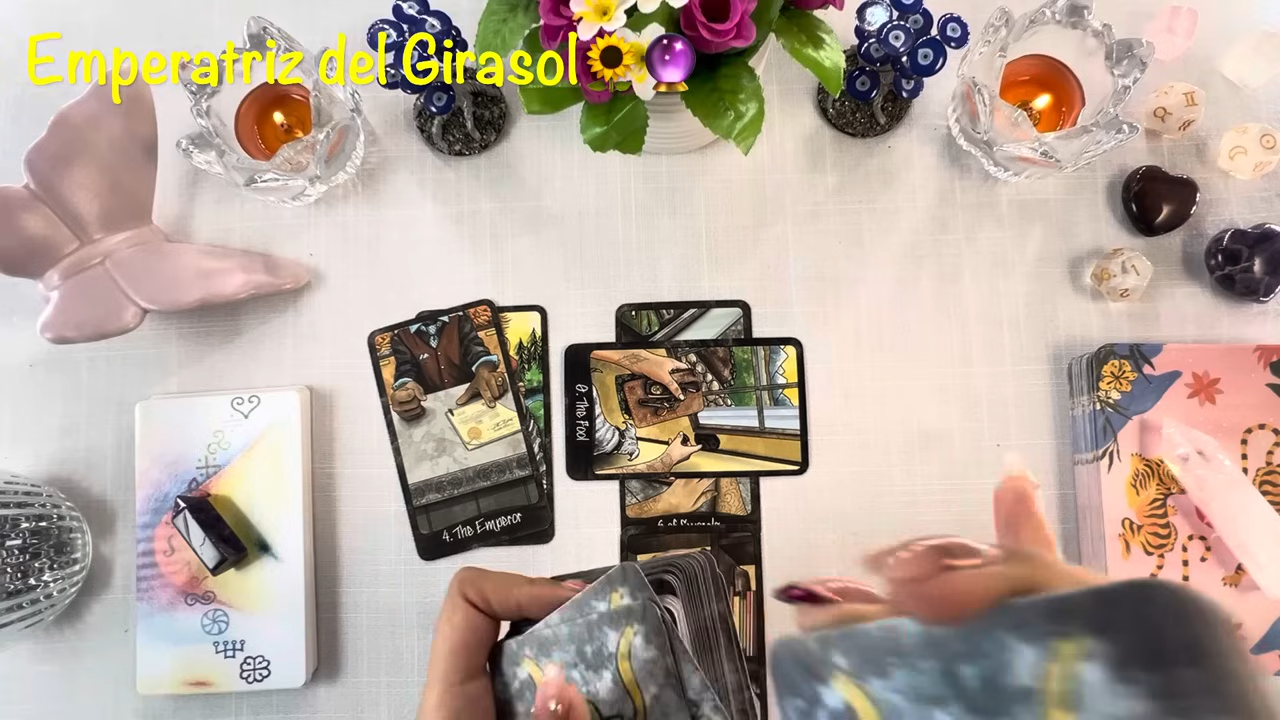 Emperatriz del Girasol🌻🔮
0. The Fool
4. The Emperor